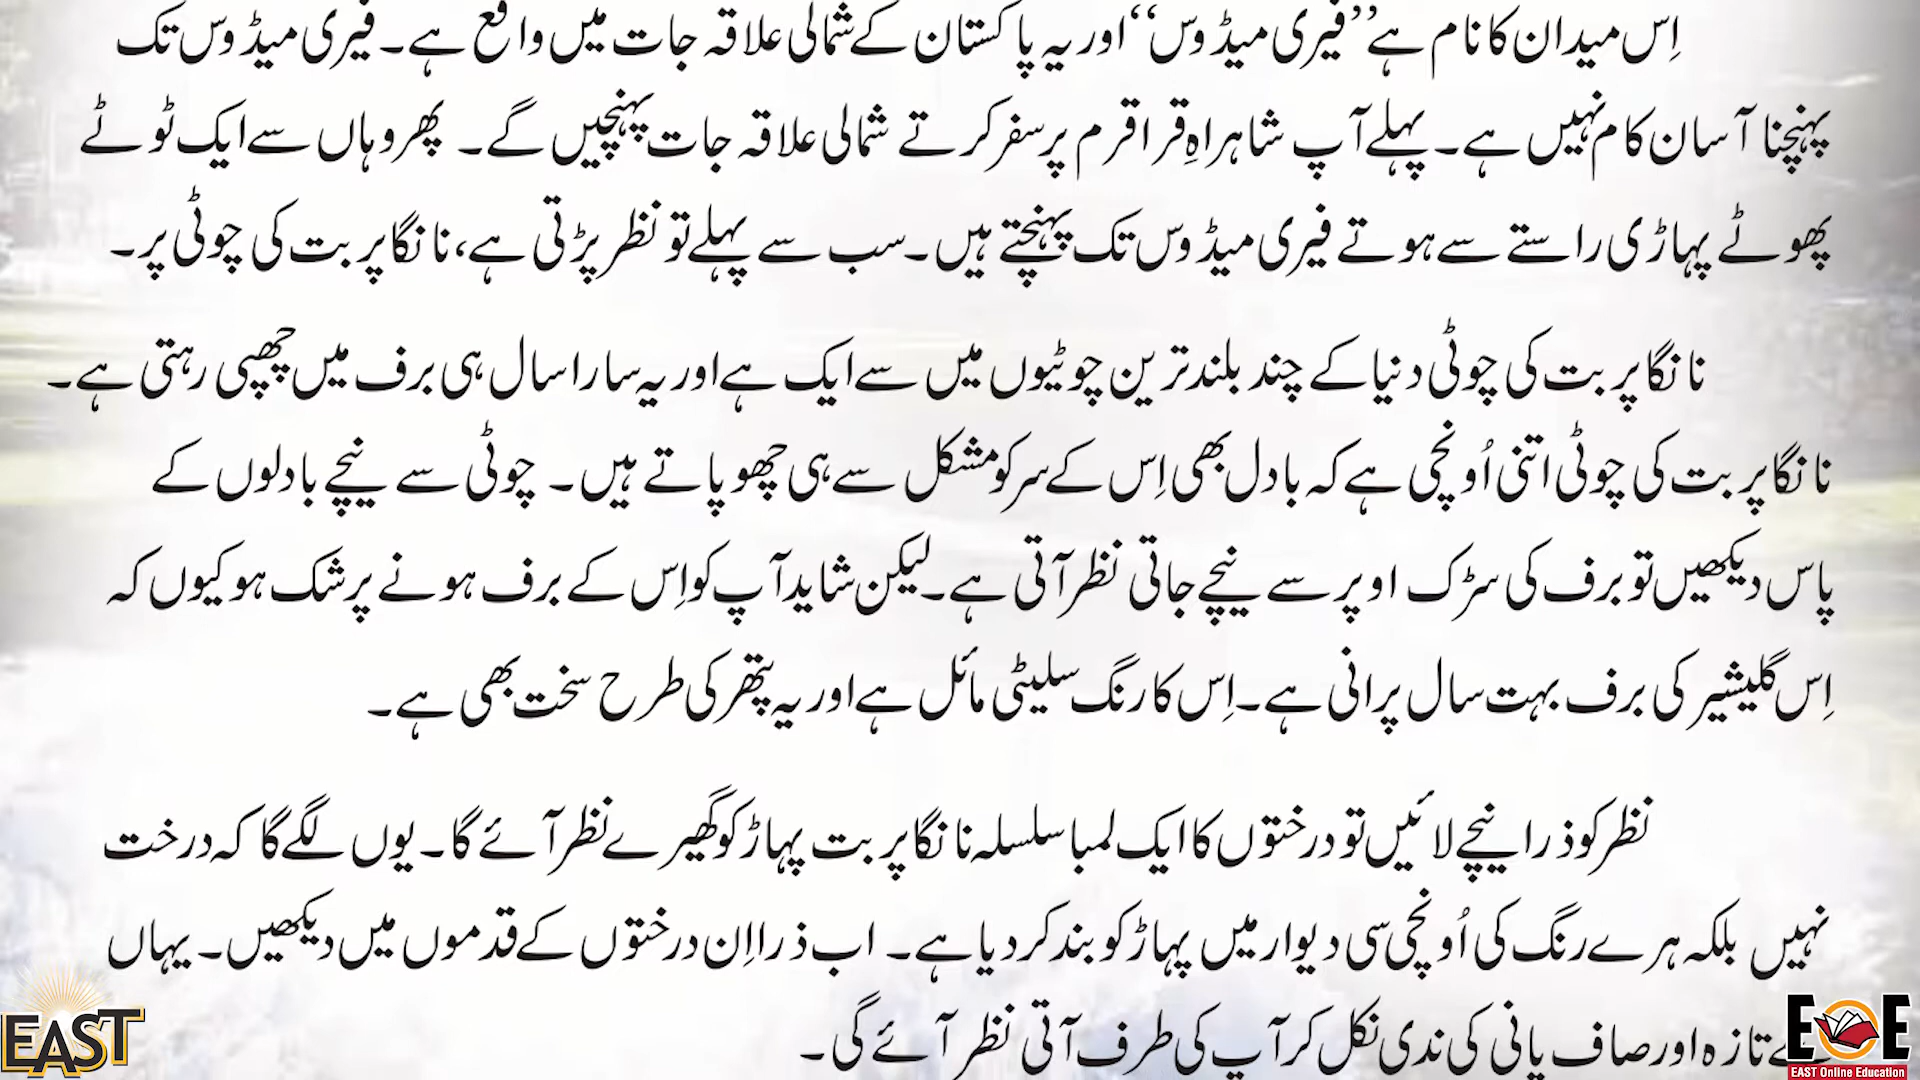 اِس میدان کا نام ہے ’’فیری میڈوس‘‘ اور یہ پاکستان کے شمالی علاقہ جات میں واقع ہے۔ فیری میڈوس تک
پہنچنا آسان کام نہیں ہے۔ پہلے آپ شاہراہِ قراقرم پر سفر کرتے شمالی علاقہ جات پہنچیں گے۔ پھر وہاں سے ایک ٹوٹے
پھوٹے پہاڑی راستے سے ہوتے فیری میڈوس تک پہنچتے ہیں۔ سب سے پہلے تو نظر پڑتی ہے، نانگا پربت کی چوٹی پر۔
نانگا پربت کی چوٹی دنیا کے چند بلند ترین چوٹیوں میں سے ایک ہے اور یہ سارا سال ہی برف میں چھپی رہتی ہے۔
نانگا پربت کی چوٹی اتنی اُونچی ہے کہ بادل بھی اِس کے سر کو مشکل سے ہی چھو پاتے ہیں۔ چوٹی سے نیچے بادلوں کے
پاس دیکھیں تو برف کی سڑک اوپر سے نیچے جاتی نظر آتی ہے۔ لیکن شاید آپ کو اِس کے برف ہونے پر شک ہو کیوں کہ
اِس گلیشیر کی برف بہت سال پرانی ہے۔ اِس کا رنگ سلیٹی مائل ہے اور یہ پتھر کی طرح سخت بھی ہے۔
نظر کو ذرا نیچے لائیں تو درختوں کا ایک لمبا سلسلہ نانگا پربت پہاڑ کو گھیرے نظر آئے گا۔ یوں لگے گا کہ درخت
نہیں بلکہ ہرے رنگ کی اُونچی سی دیوار میں پہاڑ کو بند کر دیا ہے۔ اب ذرا اِن درختوں کے قدموں میں دیکھیں۔ یہاں
تازہ اور صاف پانی کی ندی نکل کر آپ کی طرف آتی نظر آئے گی۔
EAST
EOE
EAST Online Education